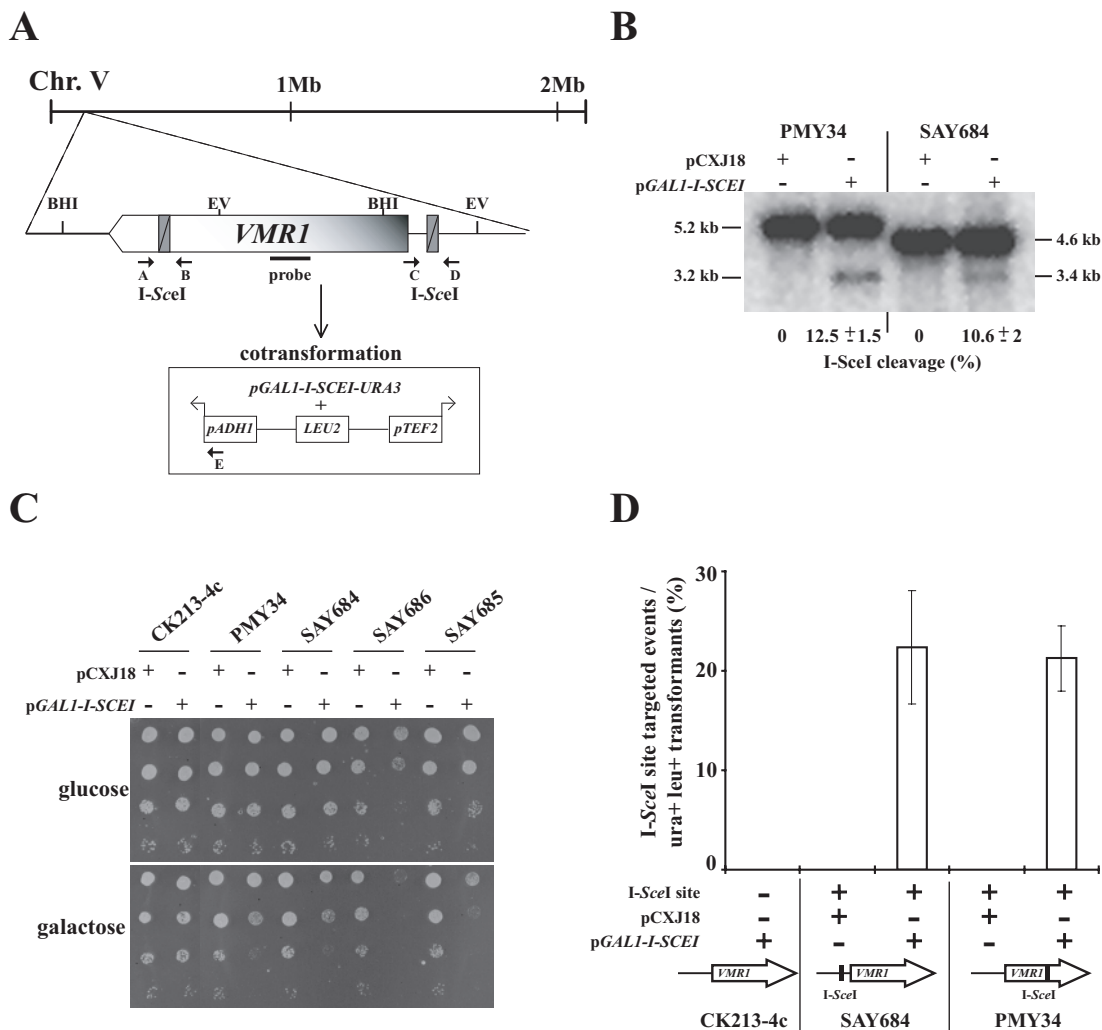 A
Chr. V
1Mb
2Mb
BHI
EV
BHI
EV
VMR1
A
B
probe
C
D
I-SceI
I-SceI
cotransformation
pGAL1-I-SCEI-URA3
+
pADH1
LEU2
pTEF2
E
B
PMY34
SAY684
pCXJ18 + - + -
pGAL1-I-SCEI - + - +
5.2 kb
4.6 kb
3.2 kb
3.4 kb
0 12.5 ± 1.5 0 10.6 ± 2
I-SceI cleavage (%)
C
CK213-4c
PMY34
SAY684
SAY686
SAY685
pCXJ18 + - + - + - + - + -
pGAL1-I-SCEI - + - + - + - + - +
glucose
galactose
D
I-SceI site targeted events /
ura+ leu+ transformants (%)
30
20
10
0
I-SceI site - + + + +
pCXJ18 - + - + -
pGAL1-I-SCEI + - + - +
VMR1
VMR1
VMR1
I-SceI
I-SceI
CK213-4c
SAY684
PMY34